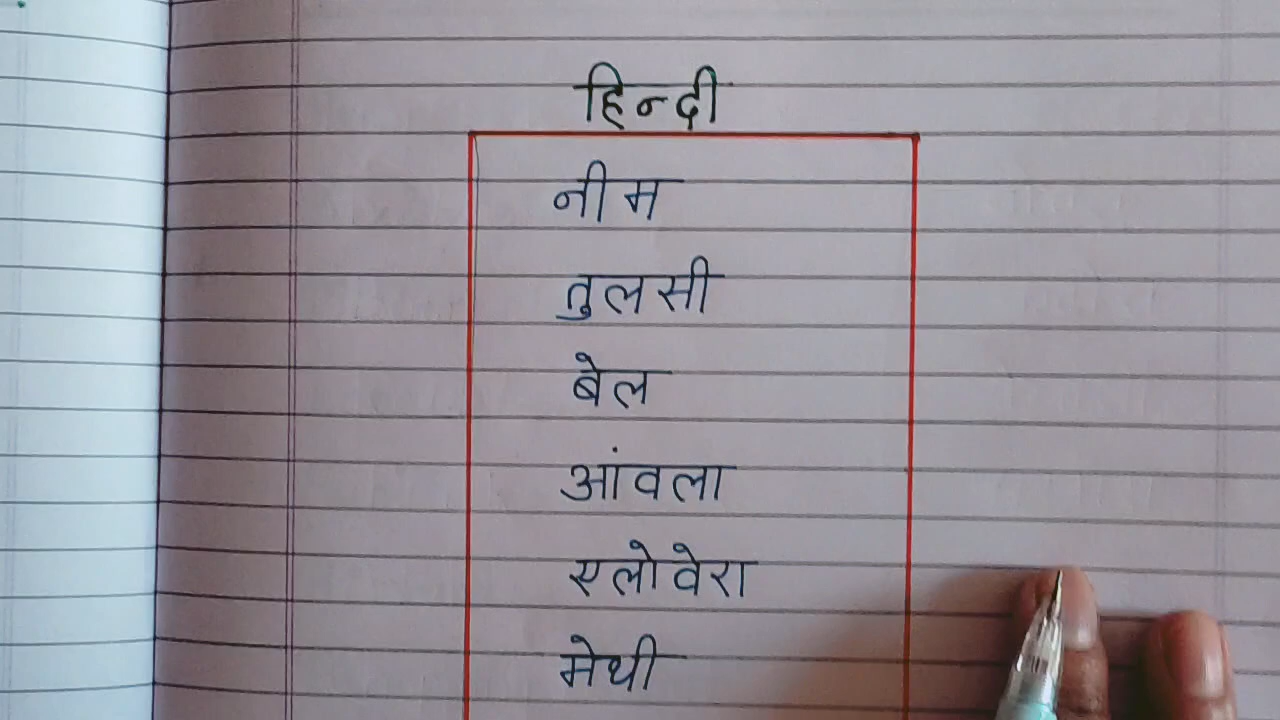 हिन्दी
नीम
तुलसी
बेल
आंवला
एलोवेरा
मेथी